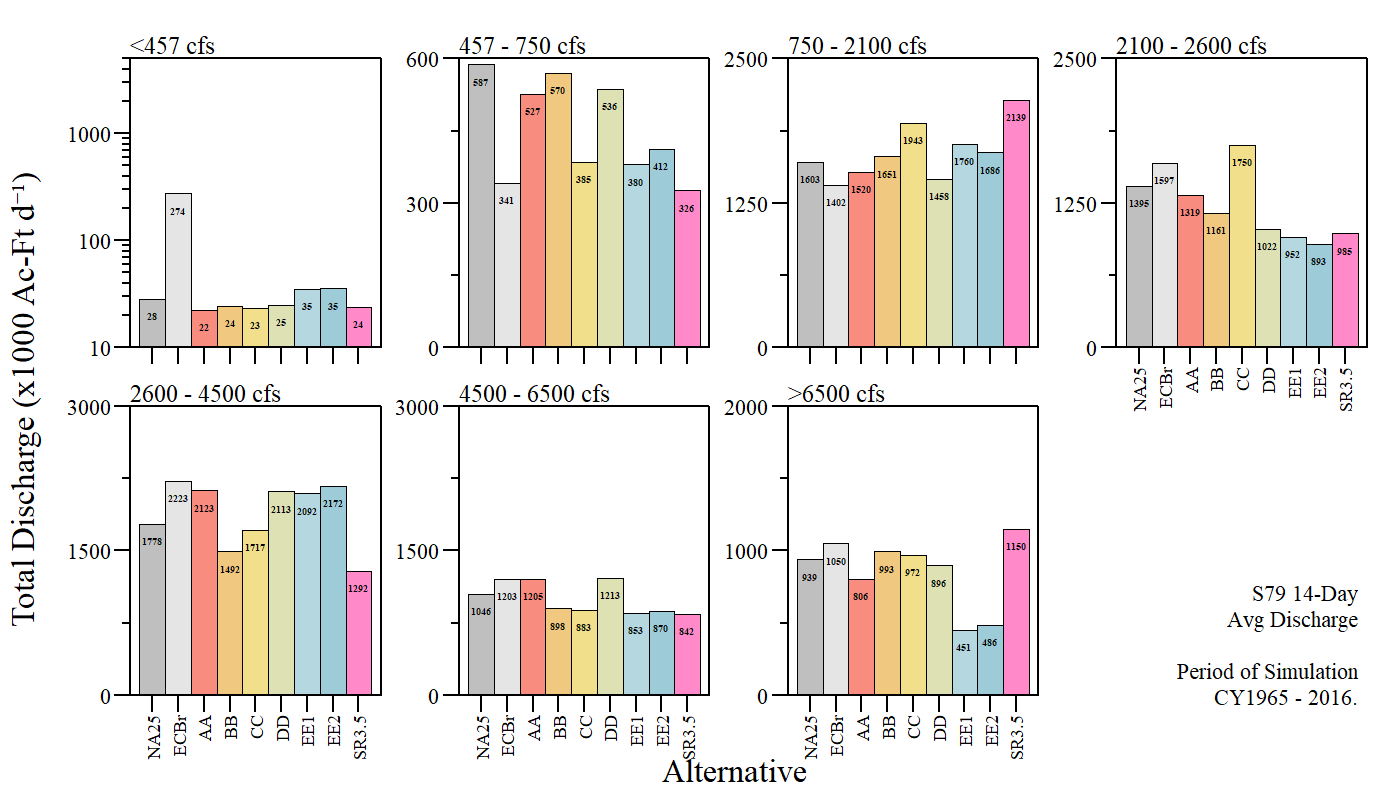 <457 cfs
457 - 750 cfs
750 - 2100 cfs
2100 - 2600 cfs
Total Discharge (x1000 Ac-Ft d⁻¹)
1000
100
10
28
274
22
24
23
25
35
35
24
600
300
0
587
341
527
570
385
536
380
412
326
2500
1250
0
1603
1402
1520
1651
1943
1458
1760
1686
2139
2500
1250
0
1395
1597
1319
1161
1750
1022
952
893
985
NA25
ECBr
AA
BB
CC
DD
EE1
EE2
SR3.5
2600 - 4500 cfs
4500 - 6500 cfs
>6500 cfs
3000
1500
0
1778
2223
2123
1492
1717
2113
2092
2172
1292
NA25
ECBr
AA
BB
CC
DD
EE1
EE2
SR3.5
3000
1500
0
1046
1203
1205
898
883
1213
853
870
842
NA25
ECBr
AA
BB
CC
DD
EE1
EE2
SR3.5
2000
1000
0
939
1050
806
993
972
896
451
486
1150
NA25
ECBr
AA
BB
CC
DD
EE1
EE2
SR3.5
S79 14-Day
Avg Discharge
Period of Simulation
CY1965 - 2016.
Alternative